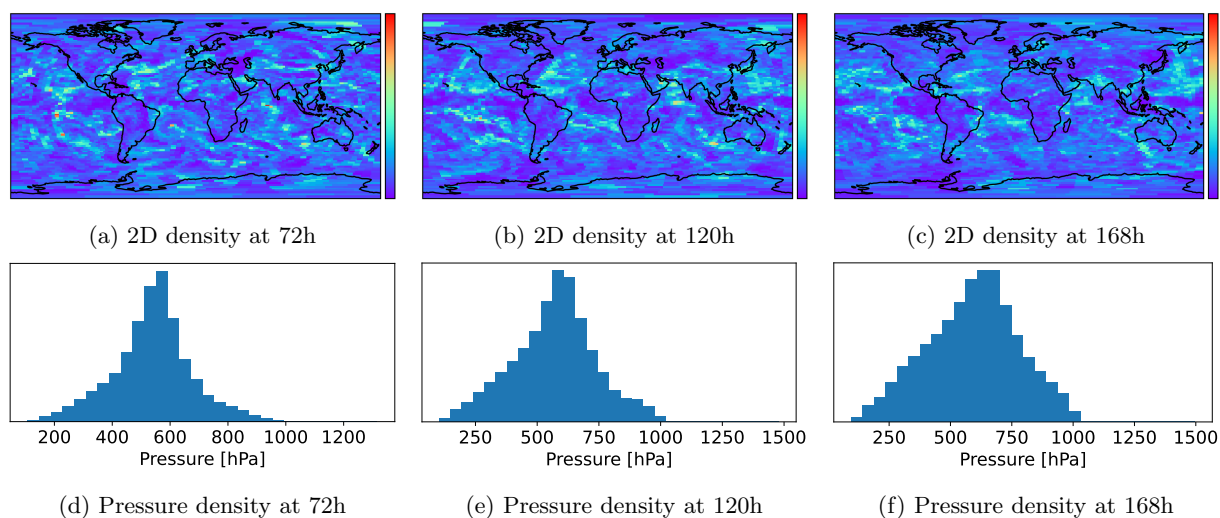 (a) 2D density at 72h
(b) 2D density at 120h
(c) 2D density at 168h
200 400 600 800 1000 1200
Pressure [hPa]
250 500 750 1000 1250 1500
Pressure [hPa]
250 500 750 1000 1250 1500
Pressure [hPa]
(d) Pressure density at 72h
(e) Pressure density at 120h
(f) Pressure density at 168h